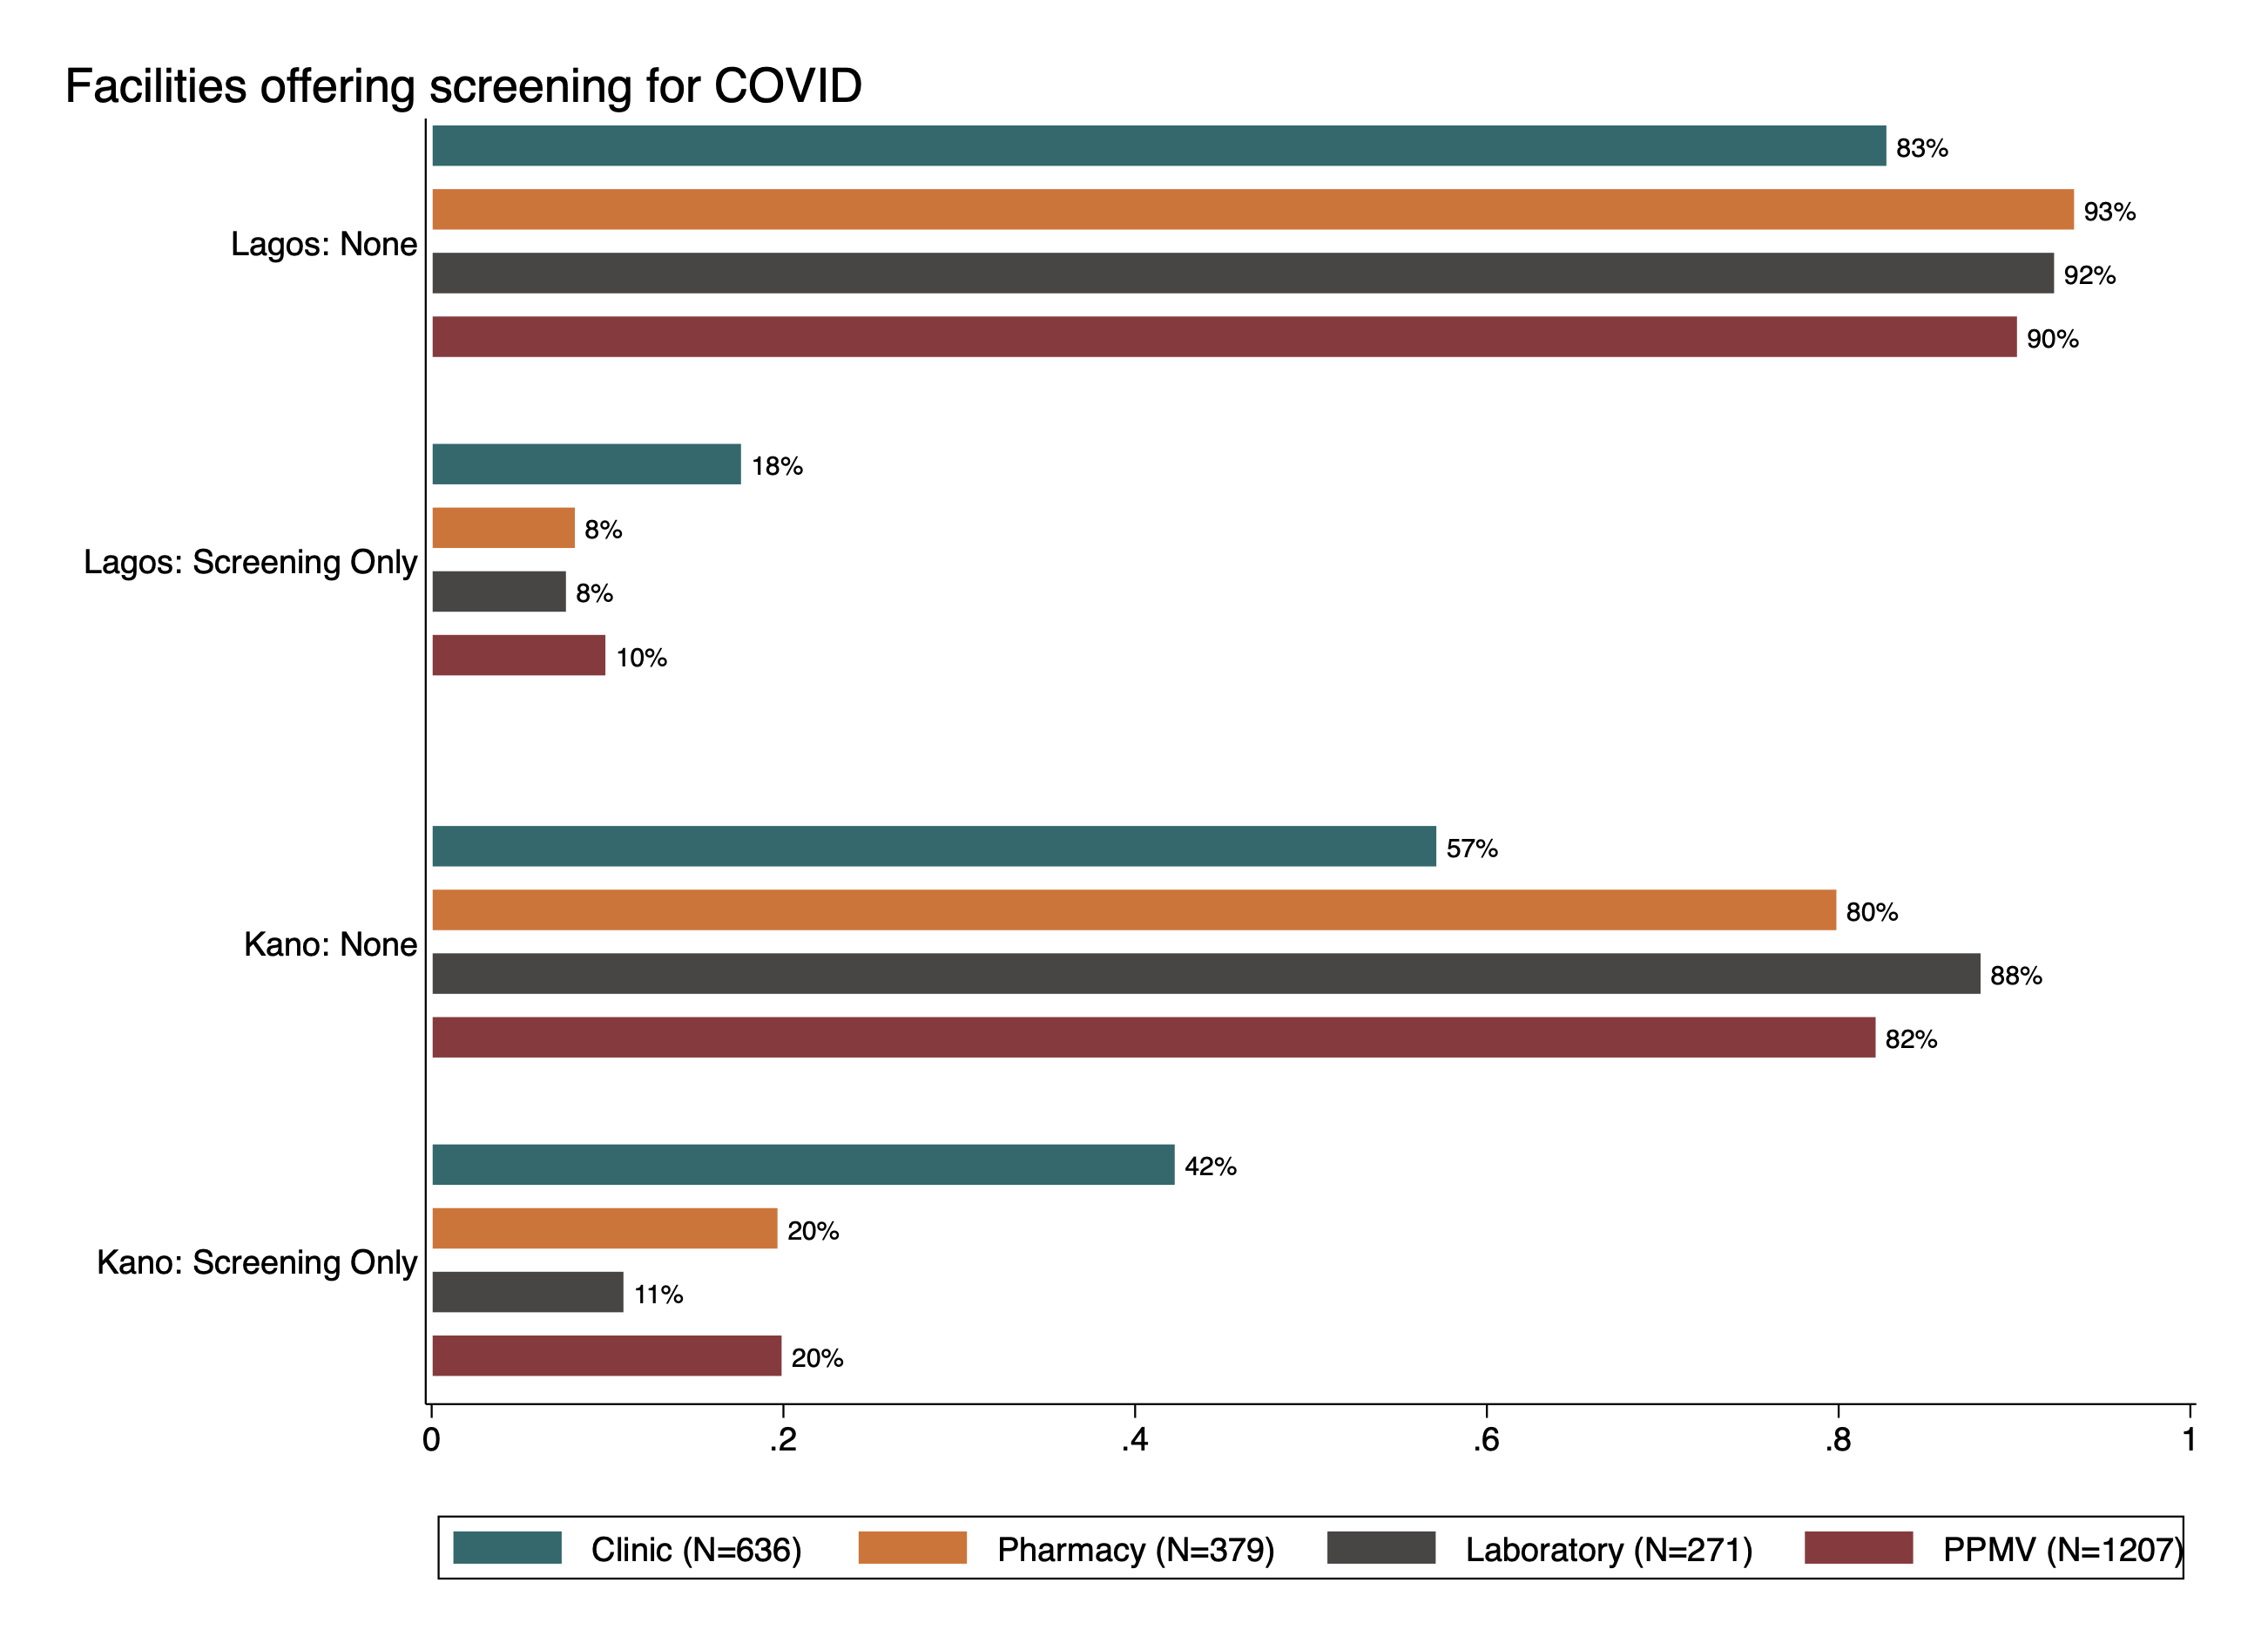 Facilities offering screening for COVID
83%
93%
Lagos: None
92%
90%
18%
8%
Lagos: Screening Only
8%
10%
57%
80%
Kano: None
88%
82%
42%
20%
Kano: Screening Only
11%
20%
0 .2 .4 .6 .8 1
Clinic (N=636) Pharmacy (N=379) Laboratory (N=271) PPMV (N=1207)